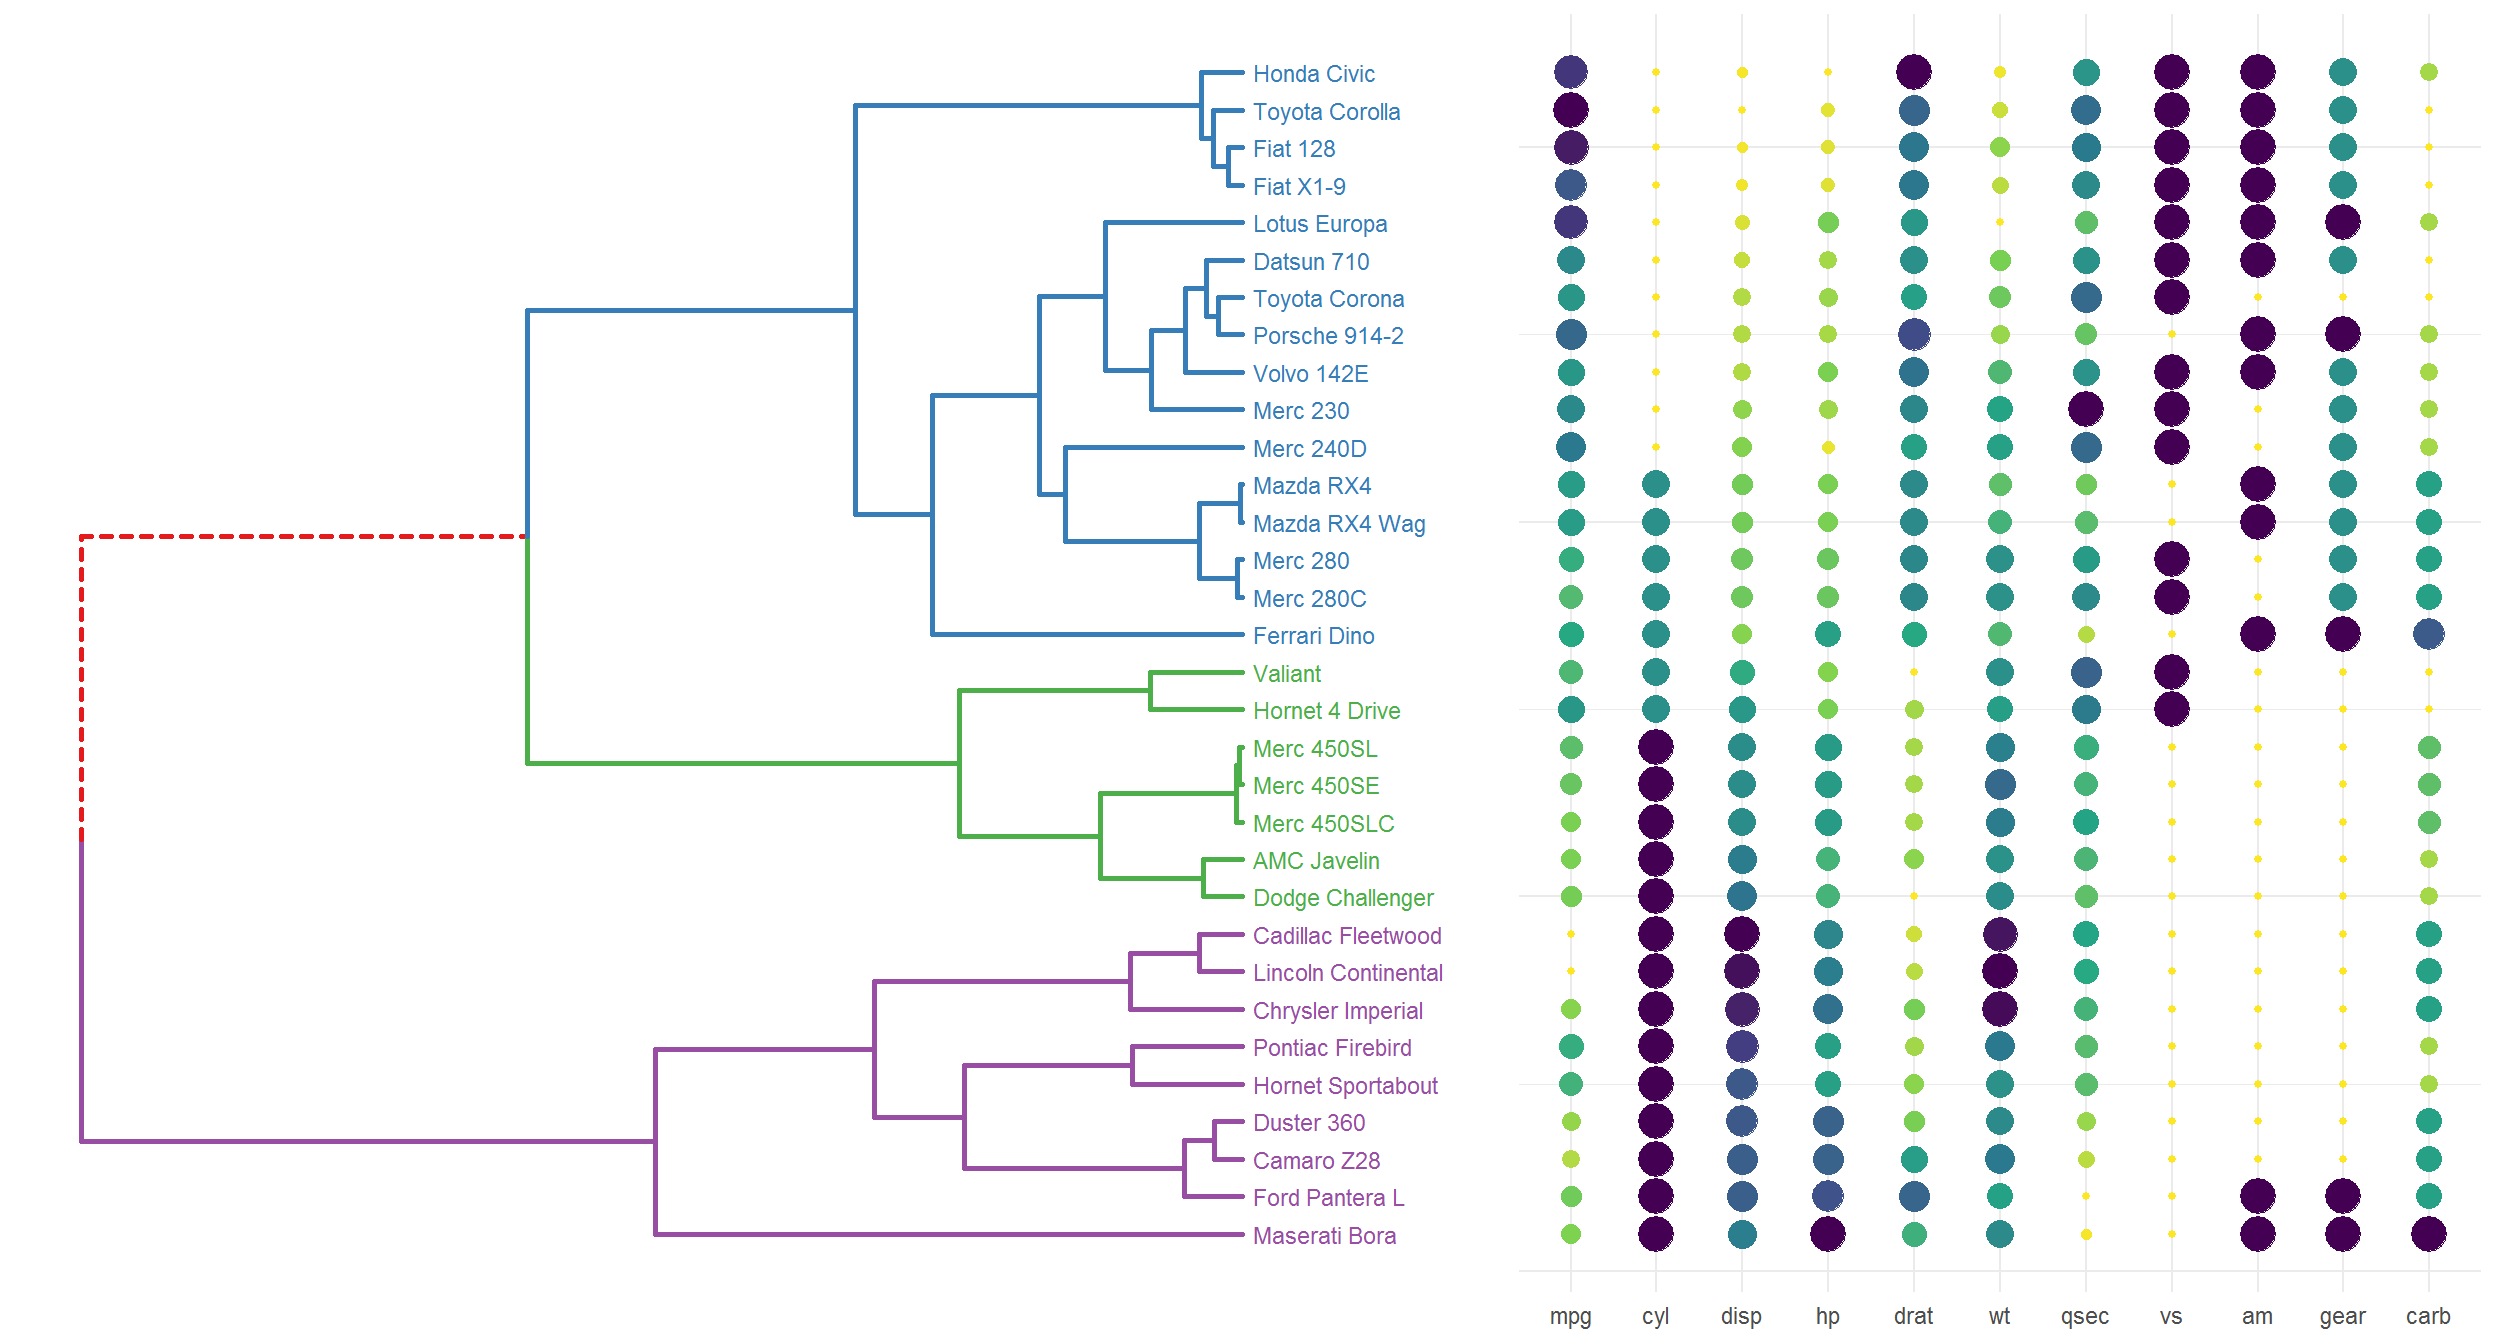 Honda Civic
Toyota Corolla
Fiat 128
Fiat X1-9
Lotus Europa
Datsun 710
Toyota Corona
Porsche 914-2
Volvo 142E
Merc 230
Merc 240D
Mazda RX4
Mazda RX4 Wag
Merc 280
Merc 280C
Ferrari Dino
Valiant
Hornet 4 Drive
Merc 450SL
Merc 450SE
Merc 450SLC
AMC Javelin
Dodge Challenger
Cadillac Fleetwood
Lincoln Continental
Chrysler Imperial
Pontiac Firebird
Hornet Sportabout
Duster 360
Camaro Z28
Ford Pantera L
Maserati Bora
mpg cyl disp hp drat wt qsec vs am gear carb